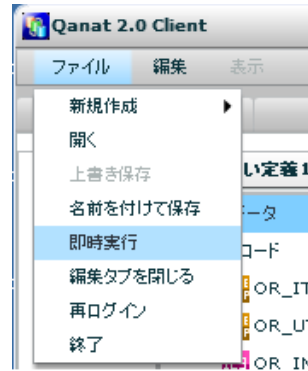 Qanat 2.0 Client
ファイル 編集 表示
新規作成
開く
上書き保存
名前を付けて保存
即時実行
編集タブを閉じる
再ログイン
終了
い定義1
ータ
コード
OR_IT
OR_UT
OR_IN